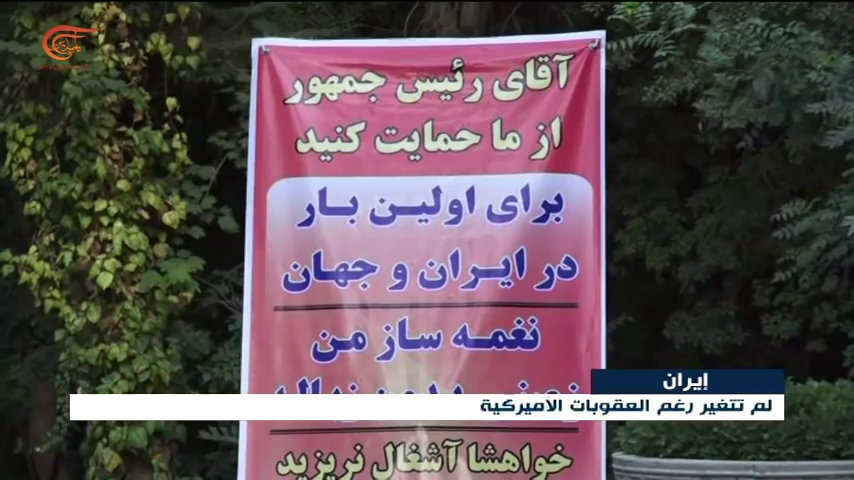 آقای رئیس جمهور
از ما حمایت کنید
برای اولین بار
در ایران و جهان
نغمه ساز من
خواهشا آشغال نریزید
إيران
لم تتغير رغم العقوبات الأميركية